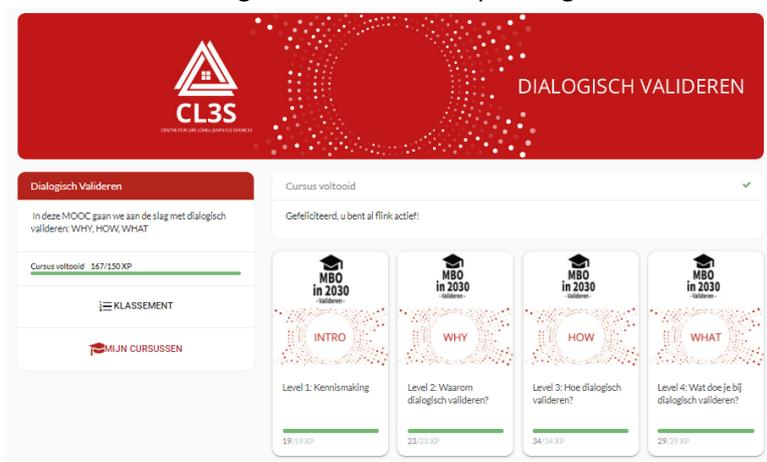 CL3S
CENTRE FOR LIFE LONG LEARNING SERVICES
DIALOGISCH VALIDEREN
Dialogisch Valideren
In deze MOOC gaan we aan de slag met dialogisch
valideren: WHY, HOW, WHAT
Cursus voltooid 167/150 XP
KLASSEMENT
MIJN CURSUSSEN
Cursus voltooid
Gefeliciteerd, u bent al flink actief!
MBO
in 2030
- Valideren -
INTRO
Level 1: Kennismaking
19/19 XP
MBO
in 2030
- Valideren -
WHY
Level 2: Waarom
dialogisch valideren?
23/23 XP
MBO
in 2030
- Valideren -
HOW
Level 3: Hoe dialogisch
valideren?
34/34 XP
MBO
in 2030
- Valideren -
WHAT
Level 4: Wat doe je bij
dialogisch valideren?
29/29 XP